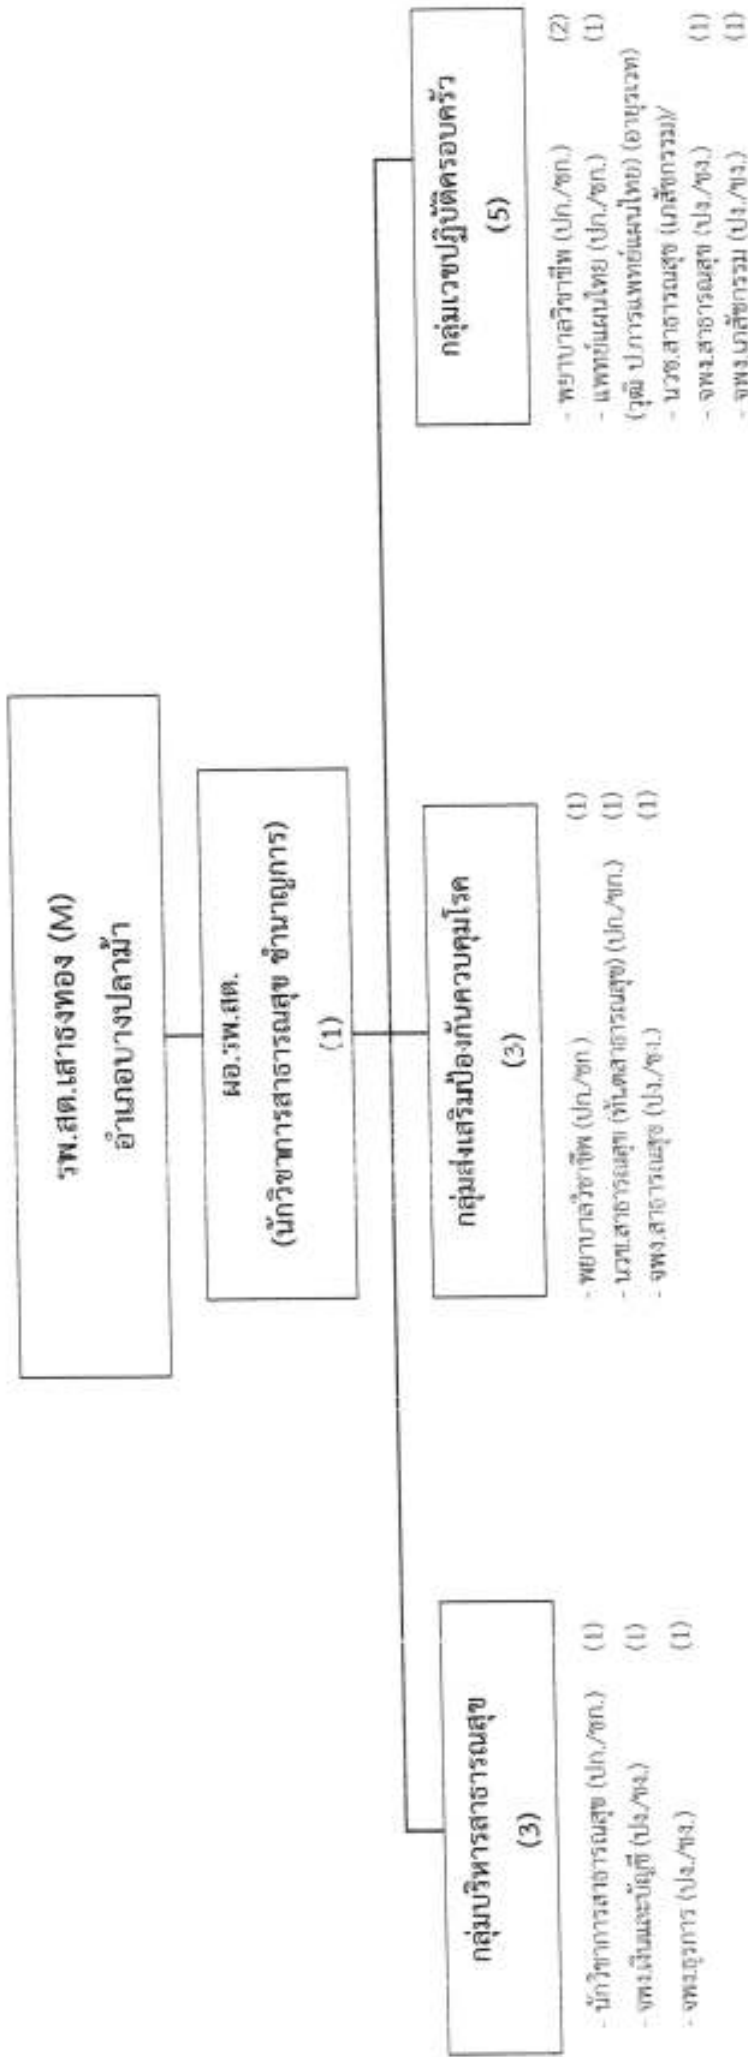 รพ.สต.เสาธงทอง (M)
อำเภอบางปลาม้า
ผอ.รพ.สต.
(นักวิชาการสาธารณสุข ชำนาญการ)
(1)
กลุ่มบริหารสาธารณสุข
(3)
- นักวิชาการสาธารณสุข (ปก./ชก.) (1)
- จพง.เงินและบัญชี (ปง./ชง.) (1)
- จพง.ธุรการ (ปง./ชง.) (1)
กลุ่มส่งเสริมป้องกันควบคุมโรค
(3)
- พยาบาลวิชาชีพ (ปก./ชก.) (1)
- นวช.สาธารณสุข (ทันตสาธารณสุข) (ปก./ชก.) (1)
- จพง.สาธารณสุข (ปง./ชง.) (1)
กลุ่มเวชปฏิบัติครอบครัว
(5)
- พยาบาลวิชาชีพ (ปก./ชก.) (2)
- แพทย์แผนไทย (ปก./ชก.) (1)
(วุฒิ ป.การแพทย์แผนไทย) (อายุรเวท)
- นวช.สาธารณสุข (เภสัชกรรม)/
- จพง.สาธารณสุข (ปง./ชง.) (1)
- จพง.เภสัชกรรม (ปง./ชง.) (1)